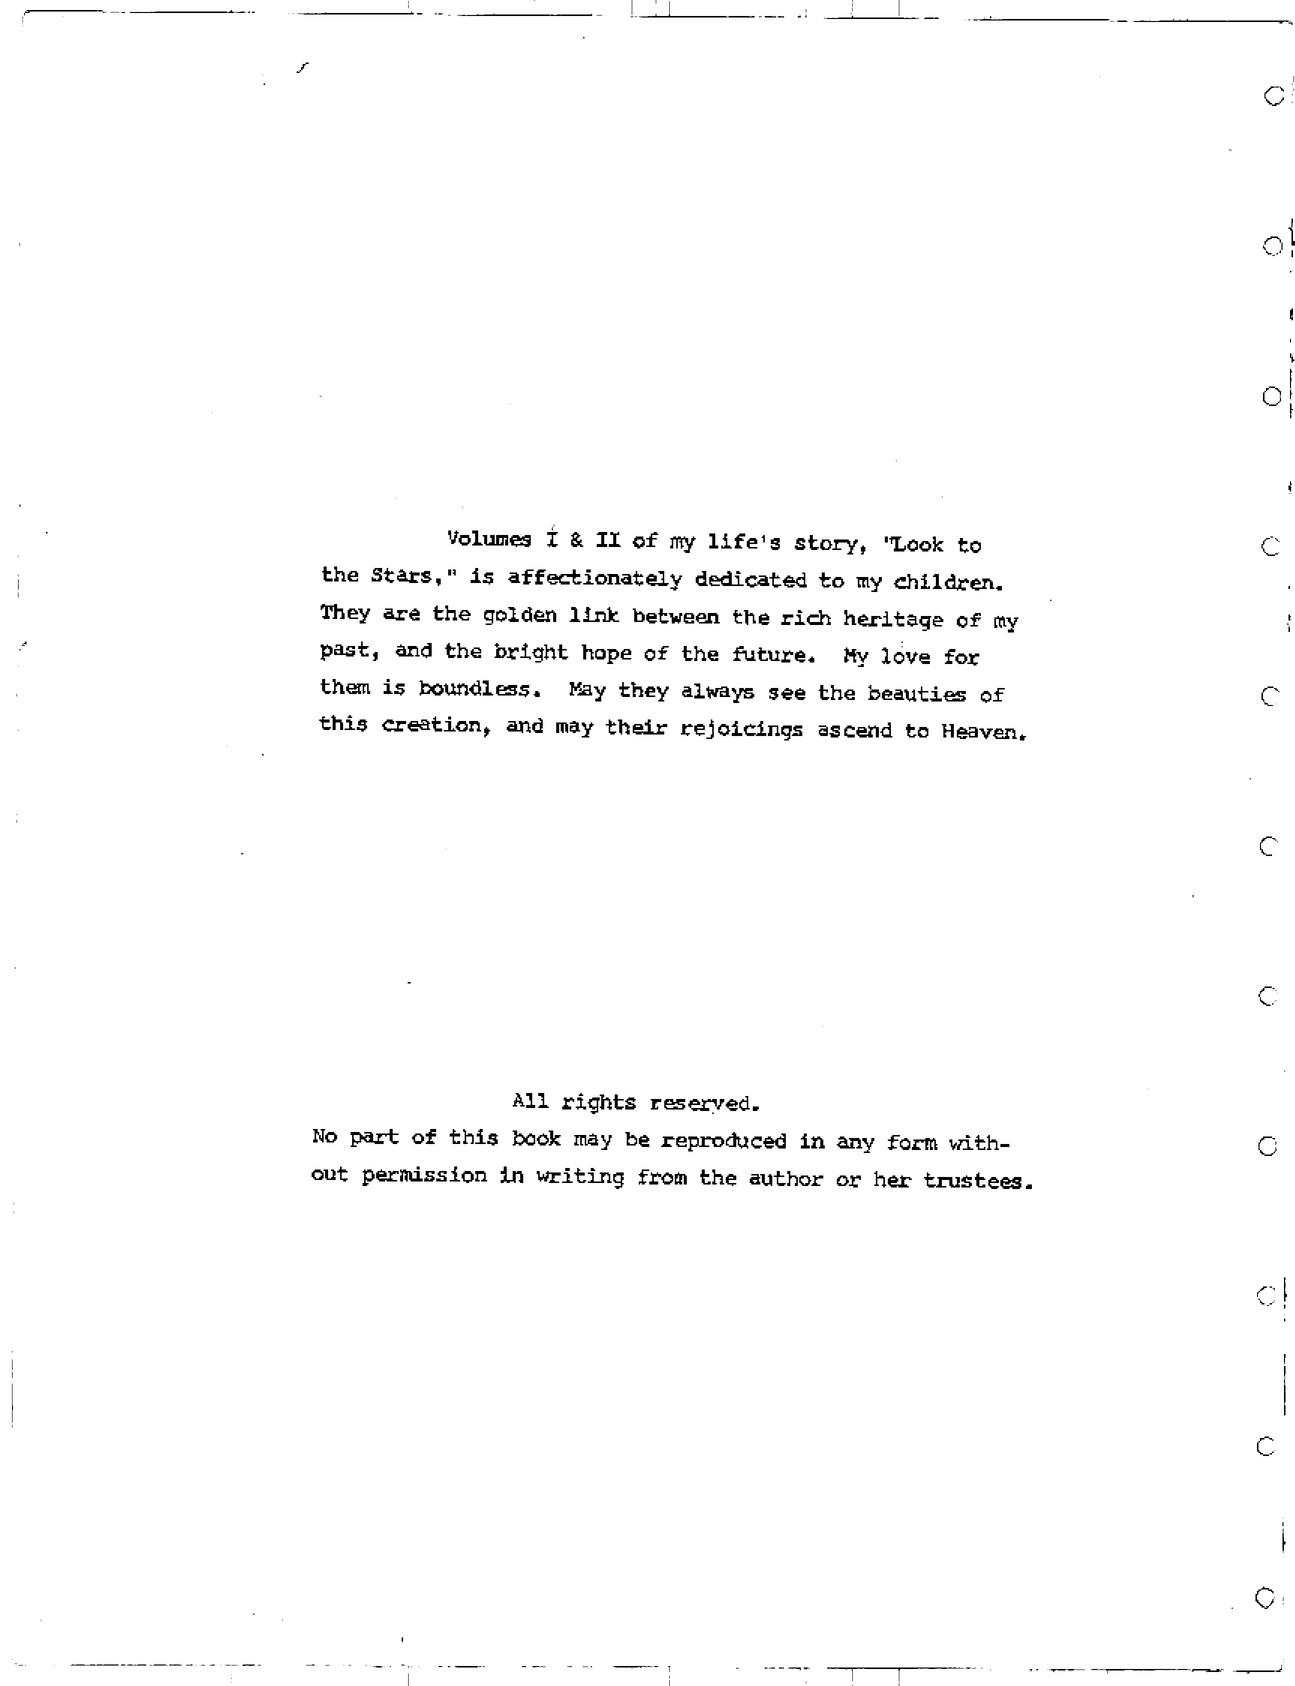 Volumes I & II of my life's story, "Look to
the Stars," is affectionately dedicated to my children.
They are the golden link between the rich heritage of my
past, and the bright hope of the future.  My love for
them is boundless.  May they always see the beauties of
this creation, and may their rejoicings ascend to Heaven.
All rights reserved.
No part of this book may be reproduced in any form with-
out permission in writing from the author or her trustees.